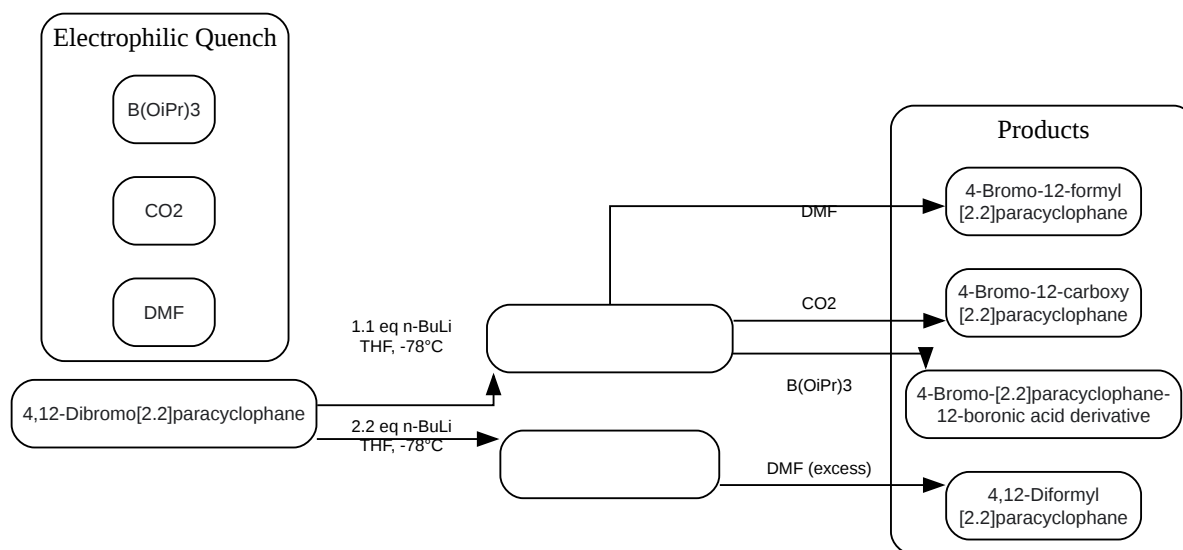 Electrophilic Quench
B(OiPr)3
CO2
DMF
4,12-Dibromo[2.2]paracyclophane
1.1 eq n-BuLi
THF, -78°C
2.2 eq n-BuLi
THF, -78°C
DMF
CO2
B(OiPr)3
DMF (excess)
Products
4-Bromo-12-formyl
[2.2]paracyclophane
4-Bromo-12-carboxy
[2.2]paracyclophane
4-Bromo-[2.2]paracyclophane-
12-boronic acid derivative
4,12-Diformyl
[2.2]paracyclophane